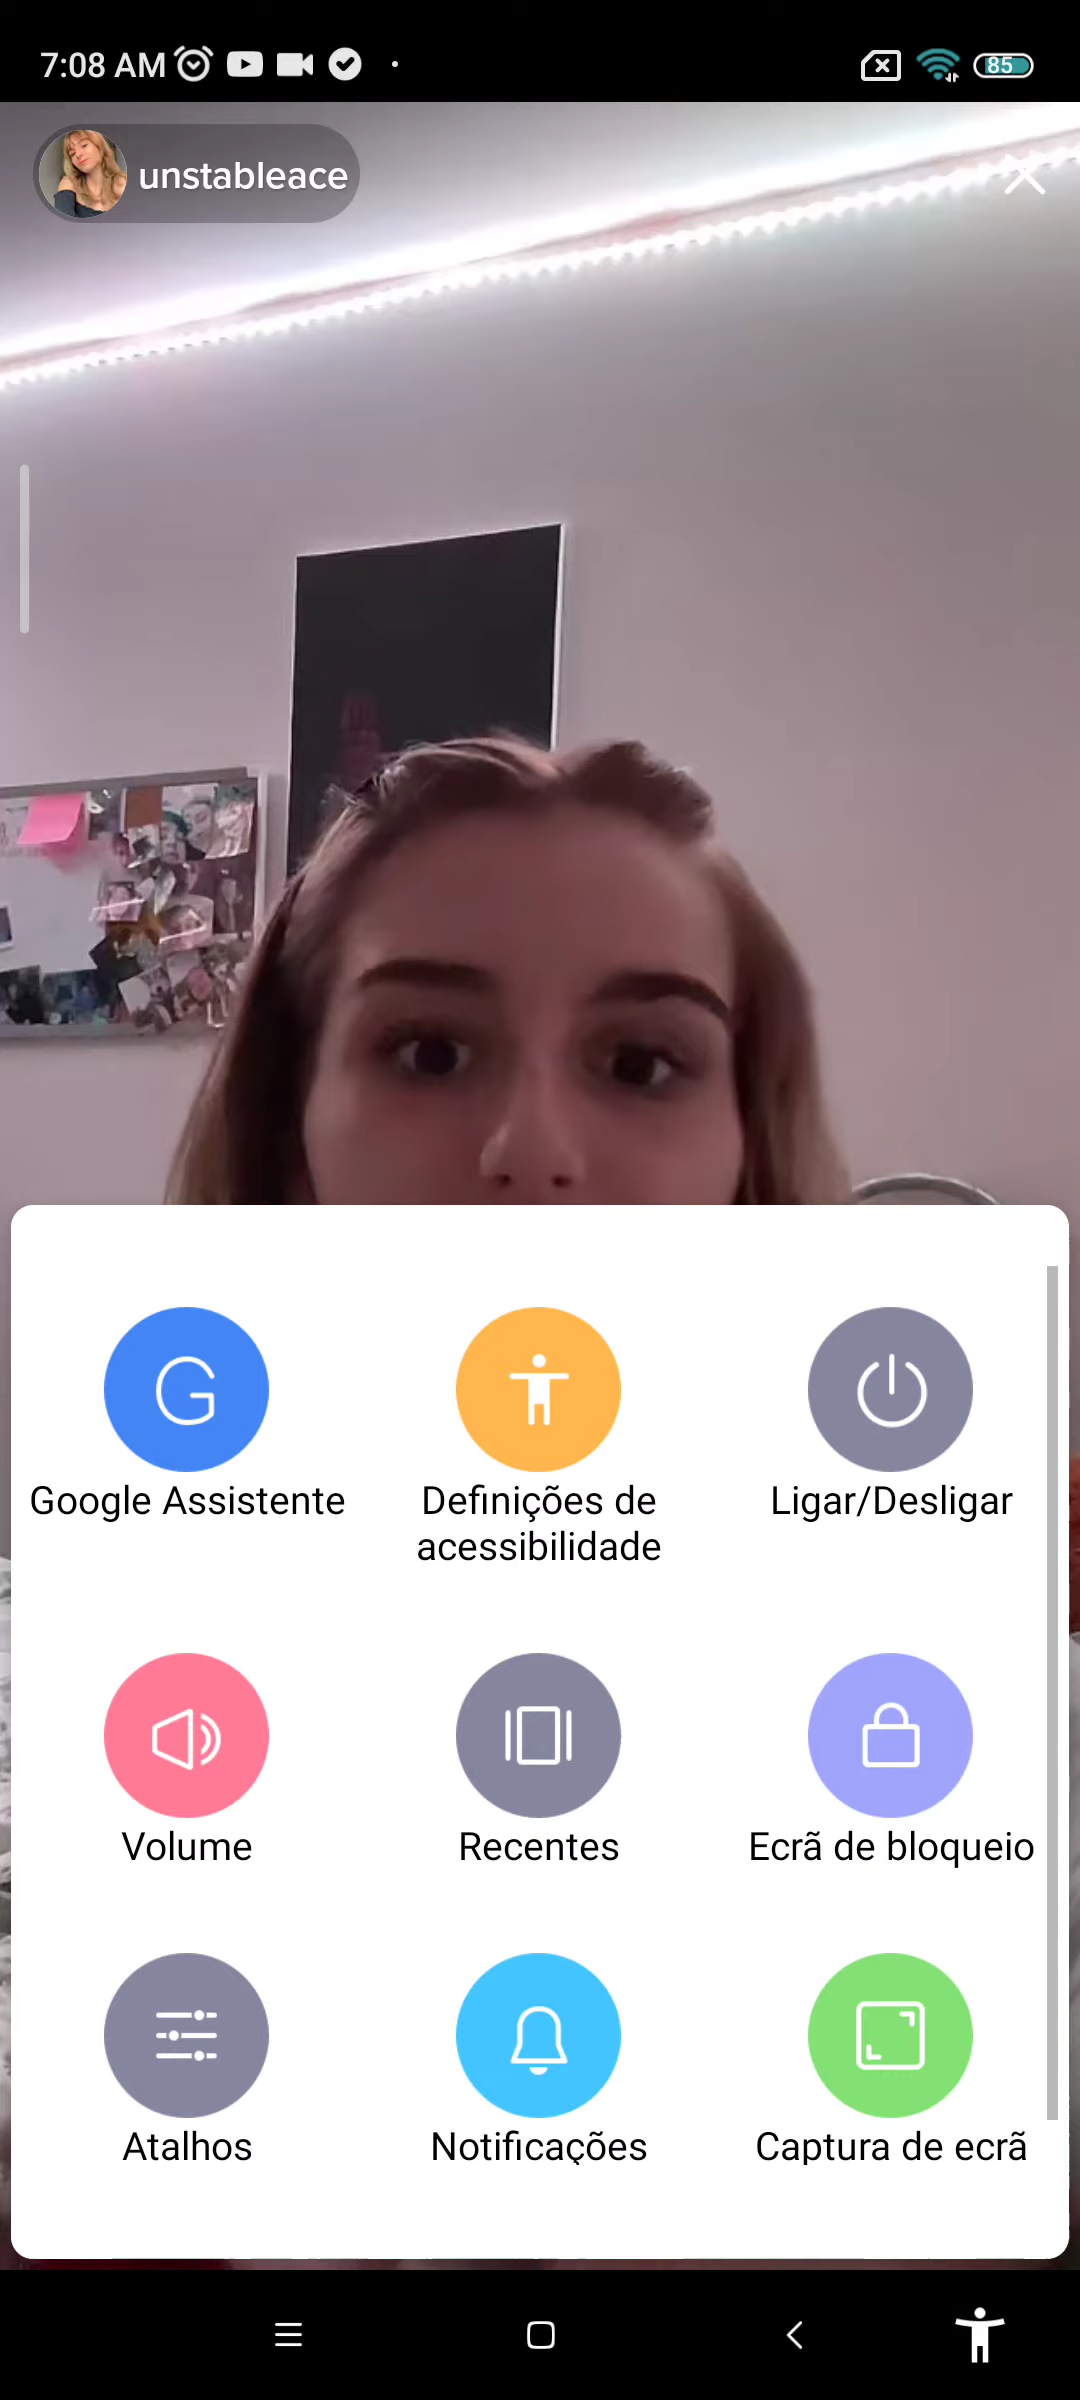 7:08 AM
85
unstableace
Google Assistente
Definições de
acessibilidade
Ligar/Desligar
Volume
Recentes
Ecrã de bloqueio
Atalhos
Notificações
Captura de ecrã